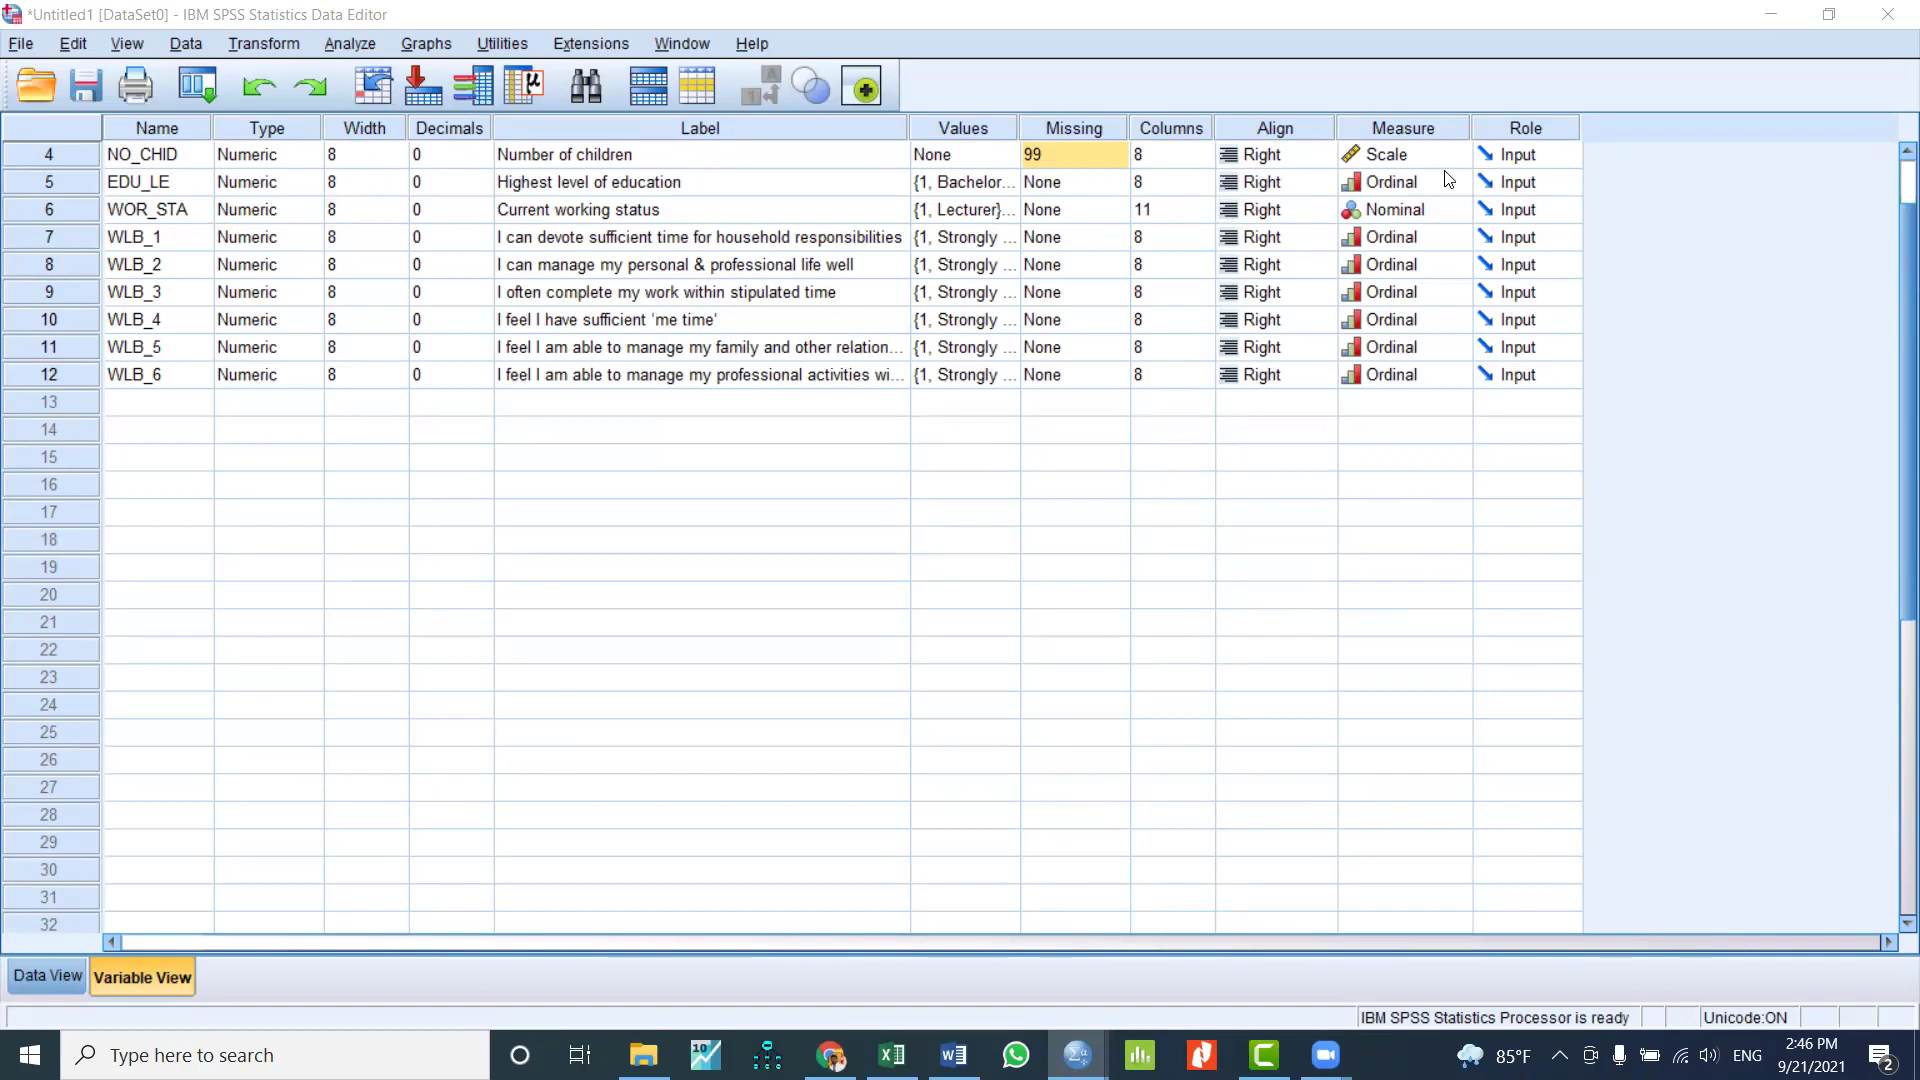 *Untitled1 [DataSet0] - IBM SPSS Statistics Data Editor
File Edit View Data Transform Analyze Graphs Utilities Extensions Window Help
Name Type Width Decimals Label Values Missing Columns Align Measure Role
4 NO_CHID Numeric 8 0 Number of children None 99 8 Right Scale Input
5 EDU_LE Numeric 8 0 Highest level of education {1, Bachelor... None 8 Right Ordinal Input
6 WOR_STA Numeric 8 0 Current working status {1, Lecturer}... None 11 Right Nominal Input
7 WLB_1 Numeric 8 0 I can devote sufficient time for household responsibilities {1, Strongly ... None 8 Right Ordinal Input
8 WLB_2 Numeric 8 0 I can manage my personal & professional life well {1, Strongly ... None 8 Right Ordinal Input
9 WLB_3 Numeric 8 0 I often complete my work within stipulated time {1, Strongly ... None 8 Right Ordinal Input
10 WLB_4 Numeric 8 0 I feel I have sufficient ‘me time’ {1, Strongly ... None 8 Right Ordinal Input
11 WLB_5 Numeric 8 0 I feel I am able to manage my family and other relation... {1, Strongly ... None 8 Right Ordinal Input
12 WLB_6 Numeric 8 0 I feel I am able to manage my professional activities wi... {1, Strongly ... None 8 Right Ordinal Input
13
14
15
16
17
18
19
20
21
22
23
24
25
26
27
28
29
30
31
32
Data View Variable View
IBM SPSS Statistics Processor is ready Unicode:ON
Type here to search 85°F ENG 2:46 PM
9/21/2021 2